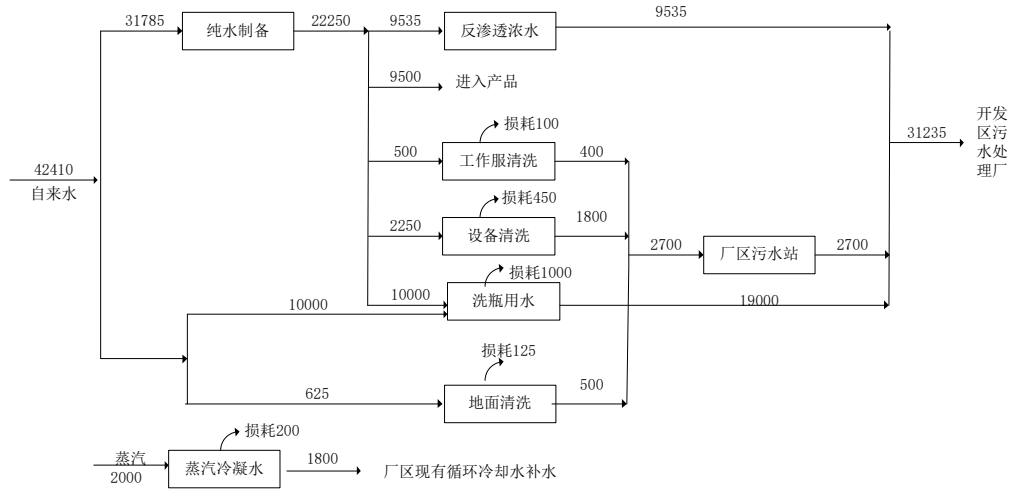 31785
纯水制备
22250
9535
反渗透浓水
9535
9500
进入产品
开发区污水处理厂
31235
损耗100
500
工作服清洗
400
42410
自来水
损耗450
2250
设备清洗
1800
2700
厂区污水站
2700
损耗1000
10000
10000
洗瓶用水
19000
损耗125
625
地面清洗
500
损耗200
蒸汽
2000
蒸汽冷凝水
1800
厂区现有循环冷却水补水